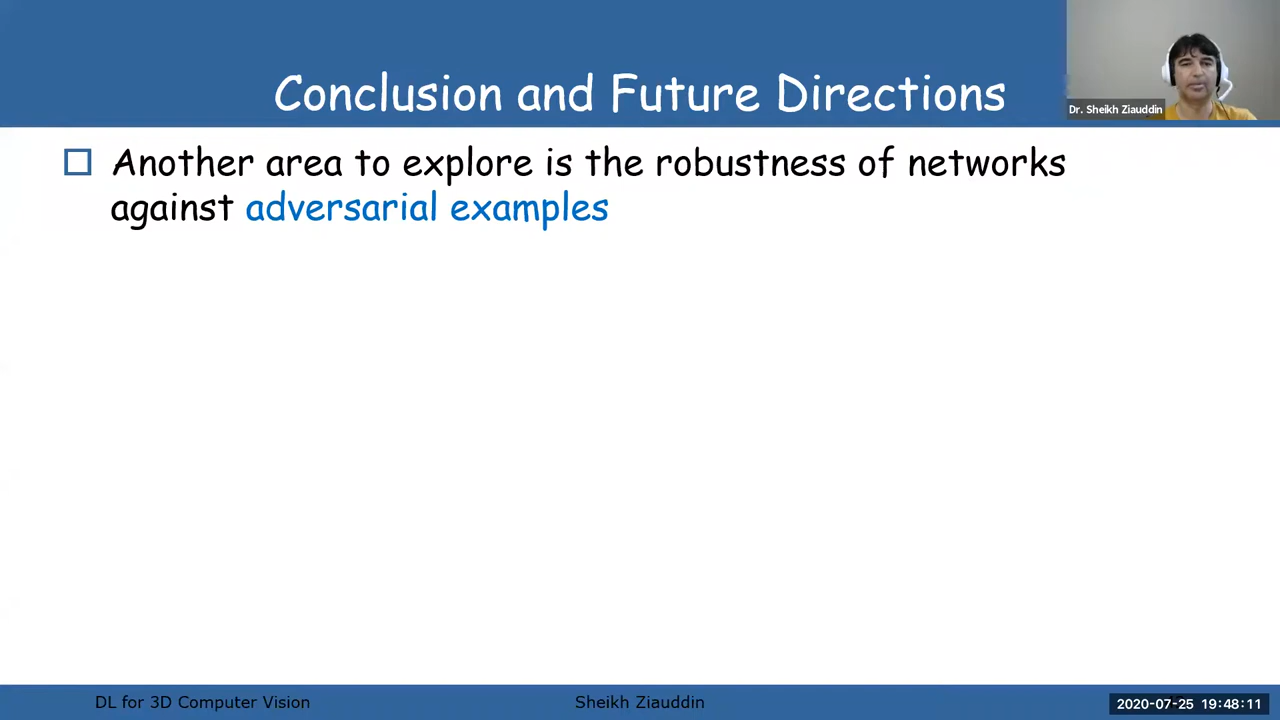 Conclusion and Future Directions
Dr. Sheikh Ziauddin
Another area to explore is the robustness of networks
against adversarial examples
DL for 3D Computer Vision
Sheikh Ziauddin
2020-07-25 19:48:11